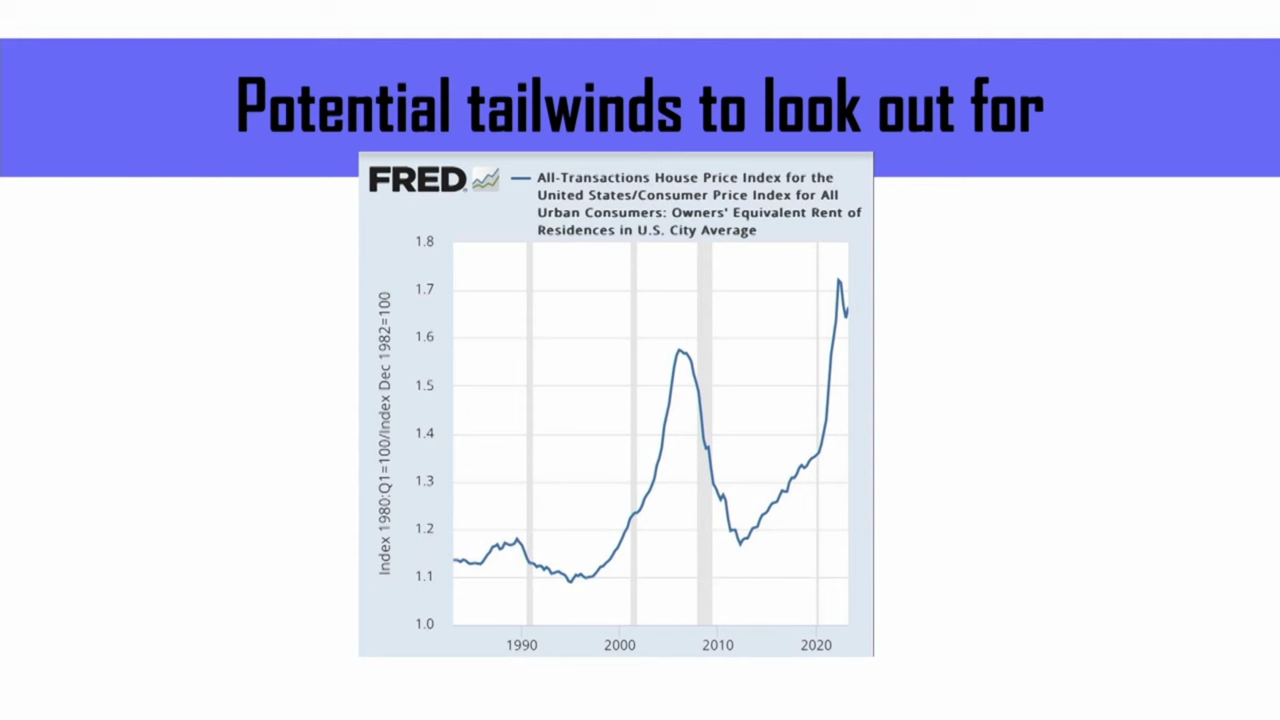 Potential tailwinds to look out for
FRED
All-Transactions House Price Index for the
United States/Consumer Price Index for All
Urban Consumers: Owners' Equivalent Rent of
Residences in U.S. City Average
Index 1980:Q1=100/Index Dec 1982=100
1.8
1.7
1.6
1.5
1.4
1.3
1.2
1.1
1.0
1990 2000 2010 2020